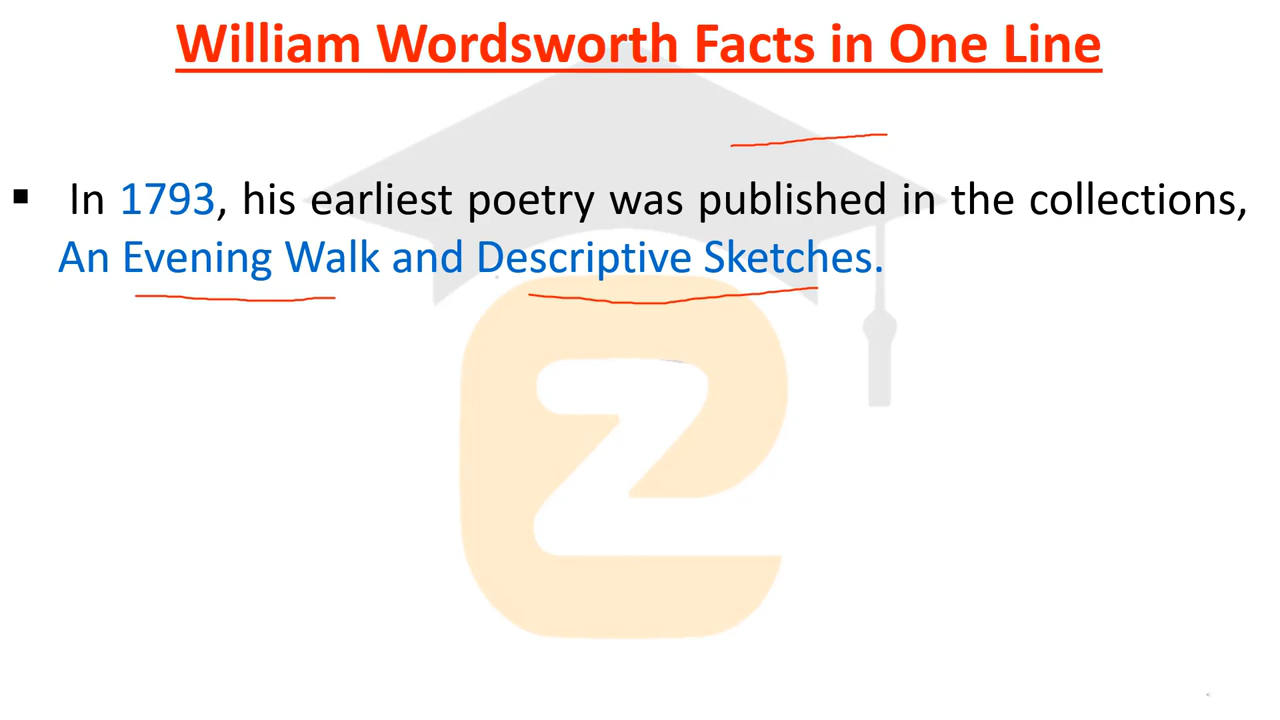 William Wordsworth Facts in One Line
▪ In 1793, his earliest poetry was published in the collections,
An Evening Walk and Descriptive Sketches.